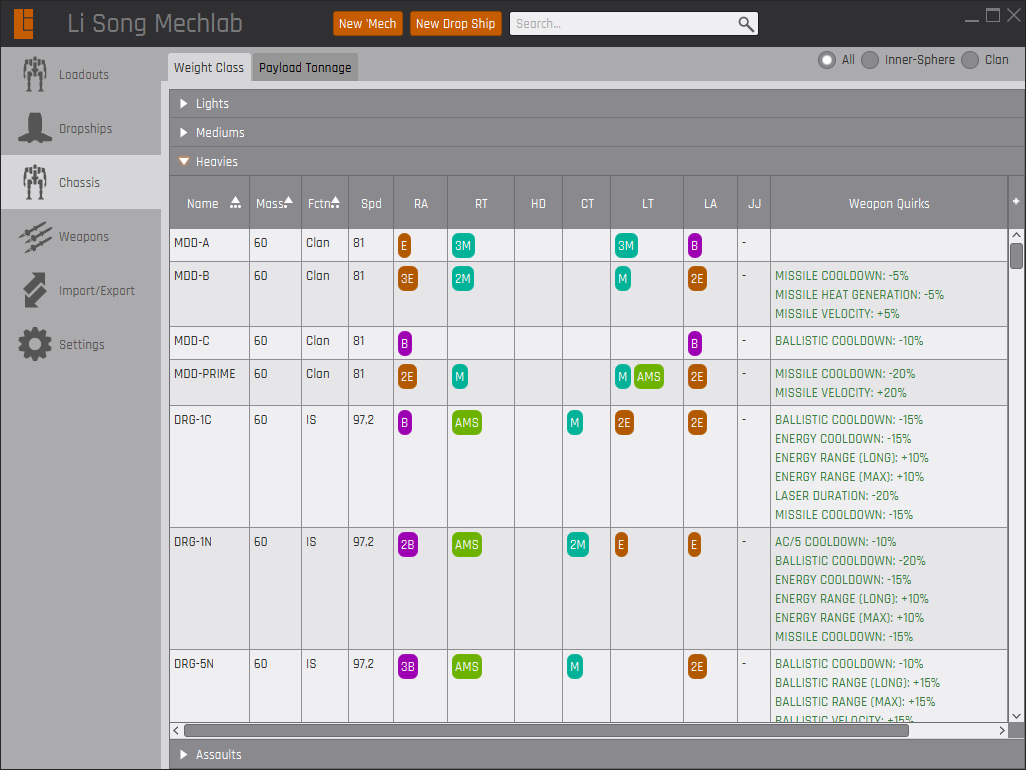 Li Song Mechlab
New 'Mech
New Drop Ship
Search...
Loadouts
Dropships
Chassis
Weapons
Import/Export
Settings
Weight Class
Payload Tonnage
All
Inner-Sphere
Clan
Lights
Mediums
Heavies
Name Mass Fctn Spd RA RT HD CT LT LA JJ Weapon Quirks +
MDD-A 60 Clan 81 E 3M 3M B -
MDD-B 60 Clan 81 3E 2M M 2E - MISSILE COOLDOWN: -5%
MISSILE HEAT GENERATION: -5%
MISSILE VELOCITY: +5%
MDD-C 60 Clan 81 B B - BALLISTIC COOLDOWN: -10%
MDD-PRIME 60 Clan 81 2E M M AMS 2E - MISSILE COOLDOWN: -20%
MISSILE VELOCITY: +20%
DRG-1C 60 IS 97,2 B AMS M 2E 2E - BALLISTIC COOLDOWN: -15%
ENERGY COOLDOWN: -15%
ENERGY RANGE (LONG): +10%
ENERGY RANGE (MAX): +10%
LASER DURATION: -20%
MISSILE COOLDOWN: -15%
DRG-1N 60 IS 97,2 2B AMS 2M E E - AC/5 COOLDOWN: -10%
BALLISTIC COOLDOWN: -20%
ENERGY COOLDOWN: -15%
ENERGY RANGE (LONG): +10%
ENERGY RANGE (MAX): +10%
MISSILE COOLDOWN: -15%
DRG-5N 60 IS 97,2 3B AMS M 2E - BALLISTIC COOLDOWN: -10%
BALLISTIC RANGE (LONG): +15%
BALLISTIC RANGE (MAX): +15%
BALLISTIC VELOCITY: +15%
Assaults